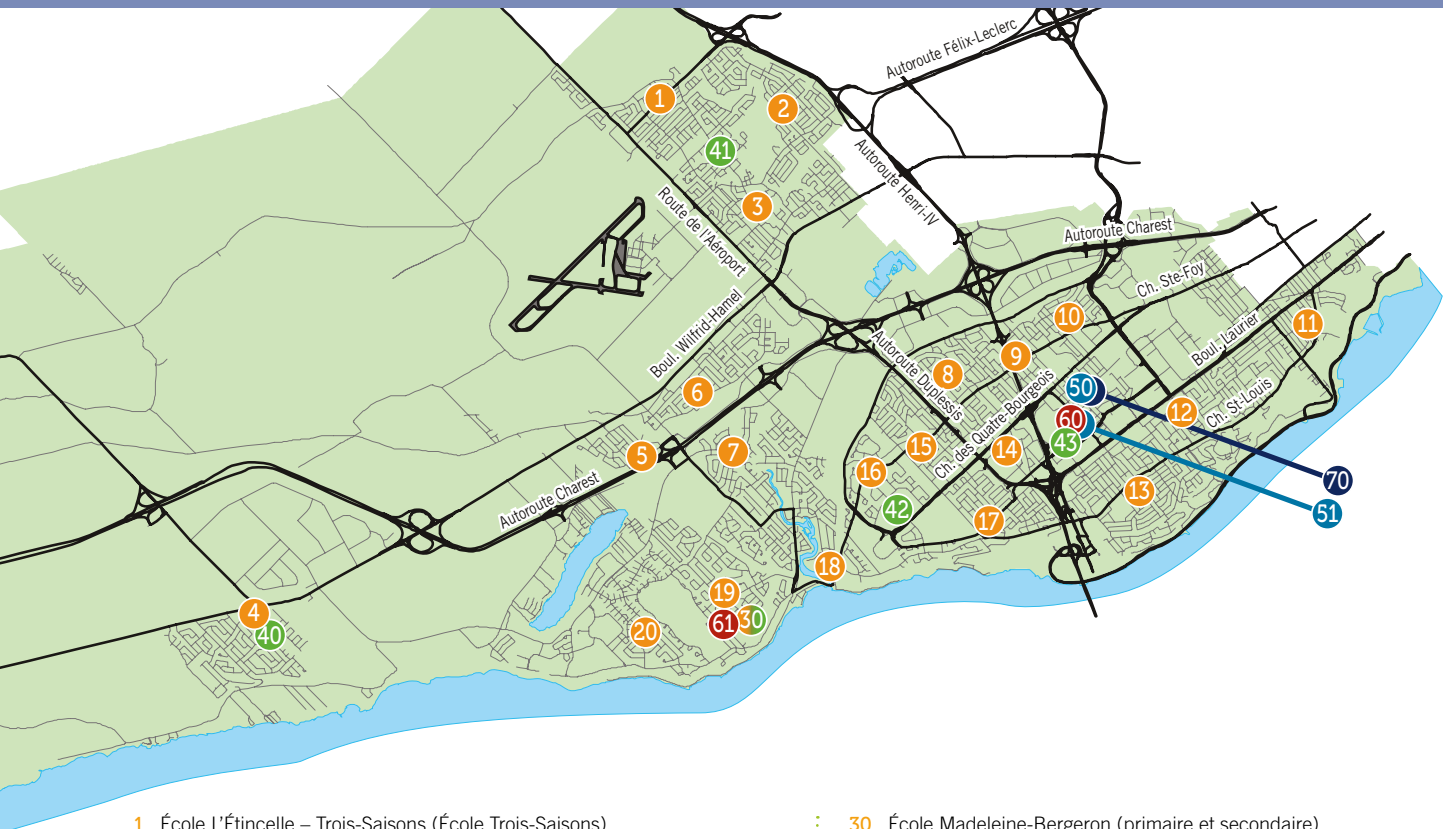 Autoroute Félix-Leclerc
1
2
41
Autoroute Henri-IV
3
Route de l'Aéroport
Autoroute Charest
Ch. Ste-Foy
10
11
Boul. Laurier
Boul. Wilfrid-Hamel
Autoroute Duplessis
9
8
6
50
Ch. des Quatre-Bourgeois
12
Ch. St-Louis
60
43
15
14
5
7
16
70
13
Autoroute Charest
42
51
17
18
19
4
61
30
20
40
1 École L'Étincelle – Trois-Saisons (École Trois-Saisons)
30 École Madeleine-Bergeron (primaire et secondaire)